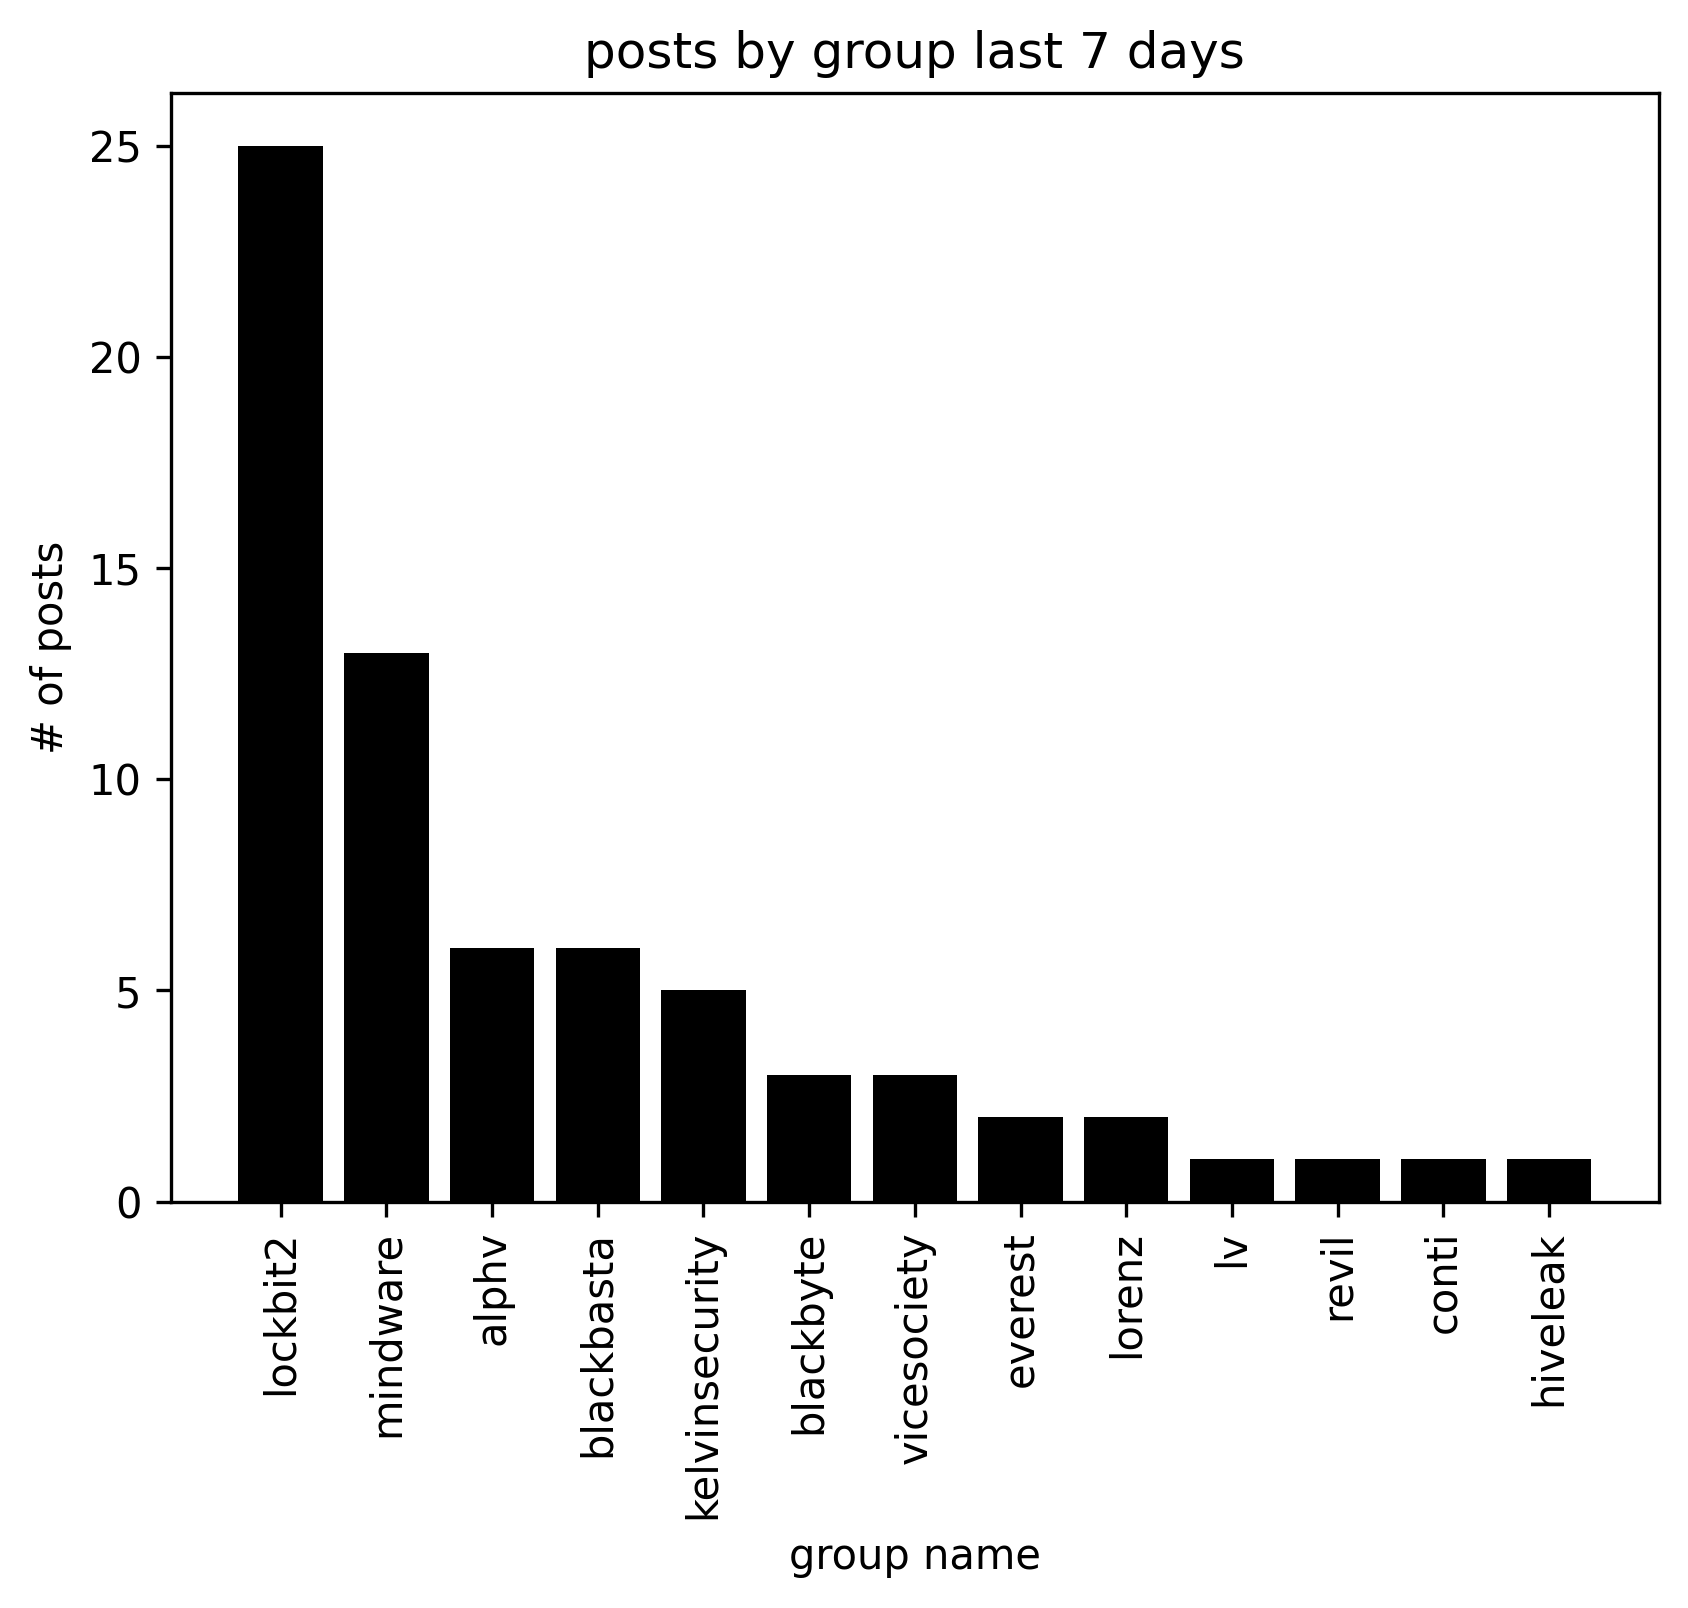 posts by group last 7 days
# of posts
25
20
15
10
5
0
lockbit2
mindware
alphv
blackbasta
kelvinsecurity
blackbyte
vicesociety
everest
lorenz
lv
revil
conti
hiveleak
group name